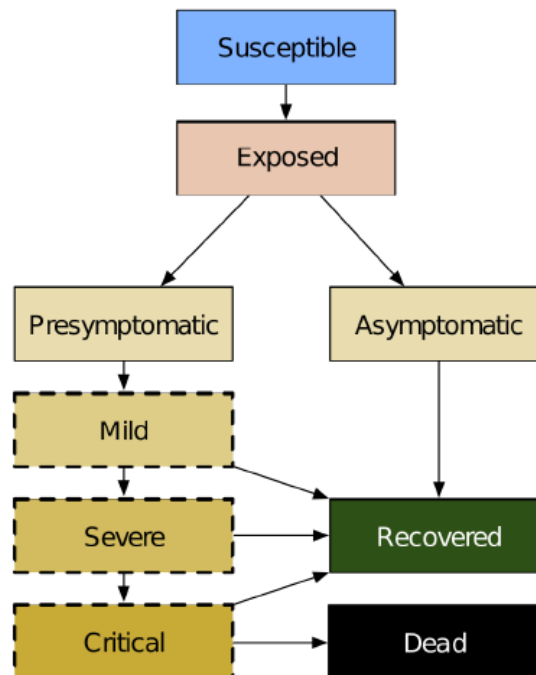 Susceptible
Exposed
Presymptomatic
Asymptomatic
Mild
Severe
Recovered
Critical
Dead